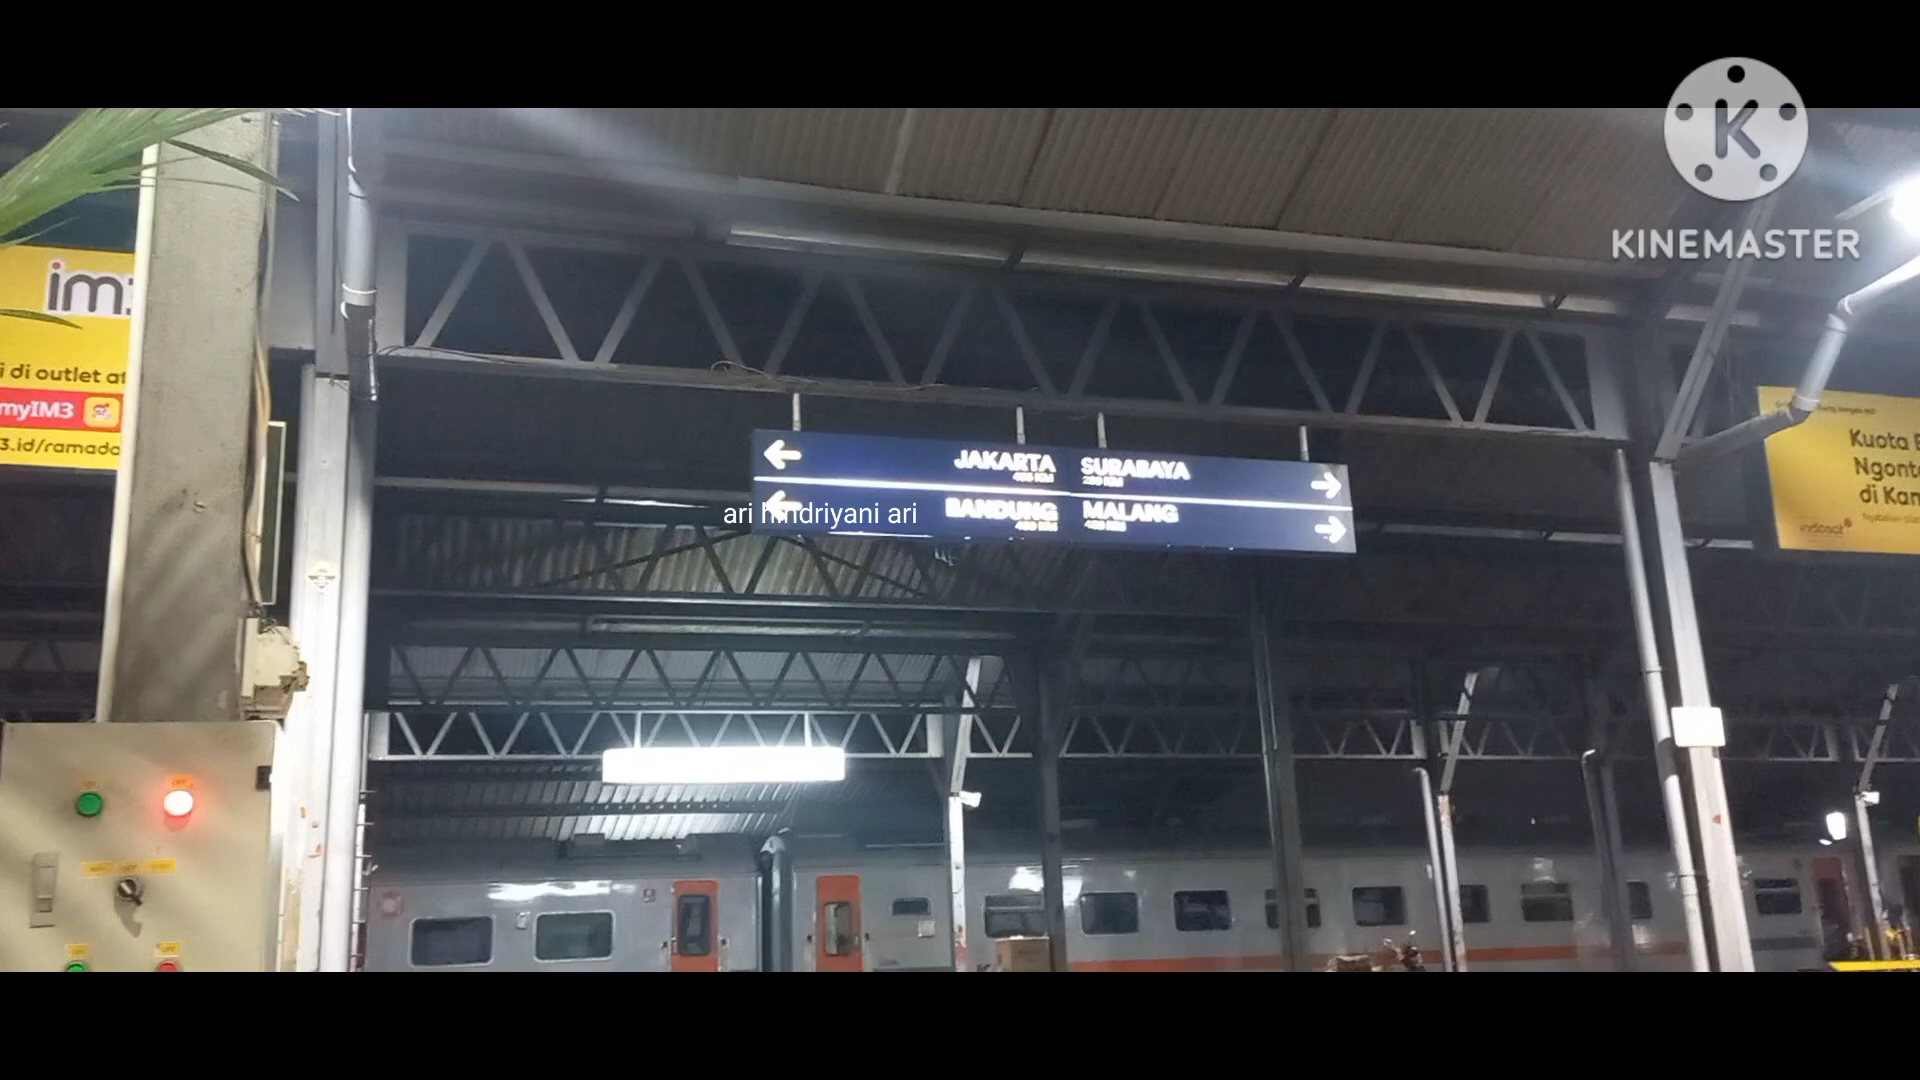 KINEMASTER
im3
i di outlet at
myIM3
3.id/ramada
JAKARTA
SURABAYA
BANDUNG
MALANG
ari hindriyani ari
Kuota
Ngont
di Kan
indosat